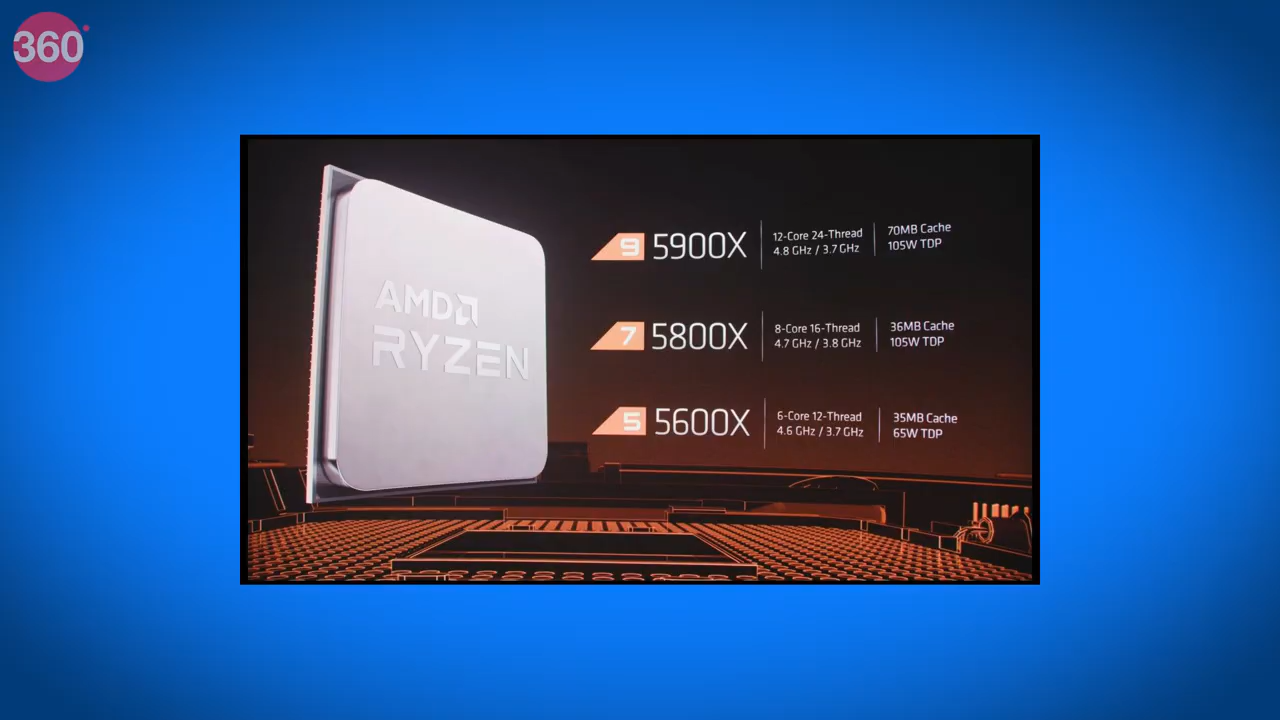 360
AMD
RYZEN
9 5900X
12-Core 24-Thread
4.8 GHz / 3.7 GHz
70MB Cache
105W TDP
7 5800X
8-Core 16-Thread
4.7 GHz / 3.8 GHz
36MB Cache
105W TDP
5 5600X
6-Core 12-Thread
4.6 GHz / 3.7 GHz
35MB Cache
65W TDP